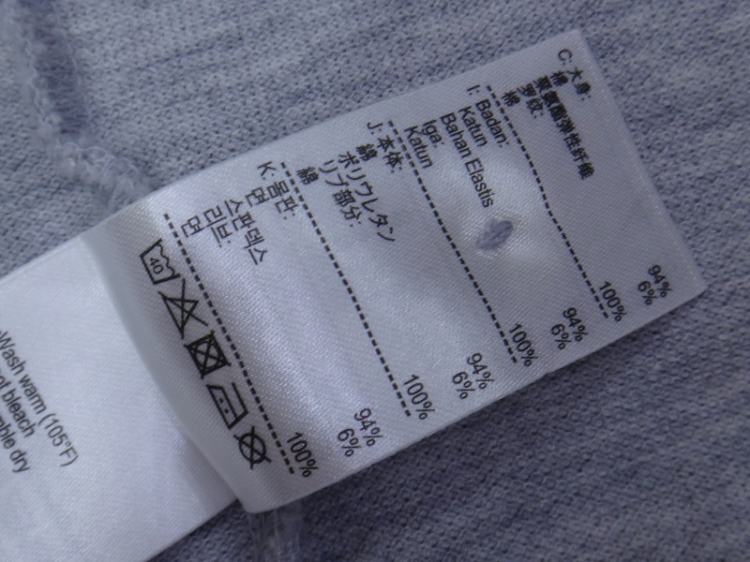 C: 大身:
棉 94%
聚氨酯弹性纤维 6%
罗纹:
棉 100%
I: Badan:
Katun 94%
Bahan Elastis 6%
Iga:
Katun 100%
J: 本体:
綿 94%
ポリウレタン 6%
リブ部分:
綿 100%
K: 몸판:
면 94%
스판덱스 6%
리브:
면 100%
40
Wash warm (105°F)
bleach
dry